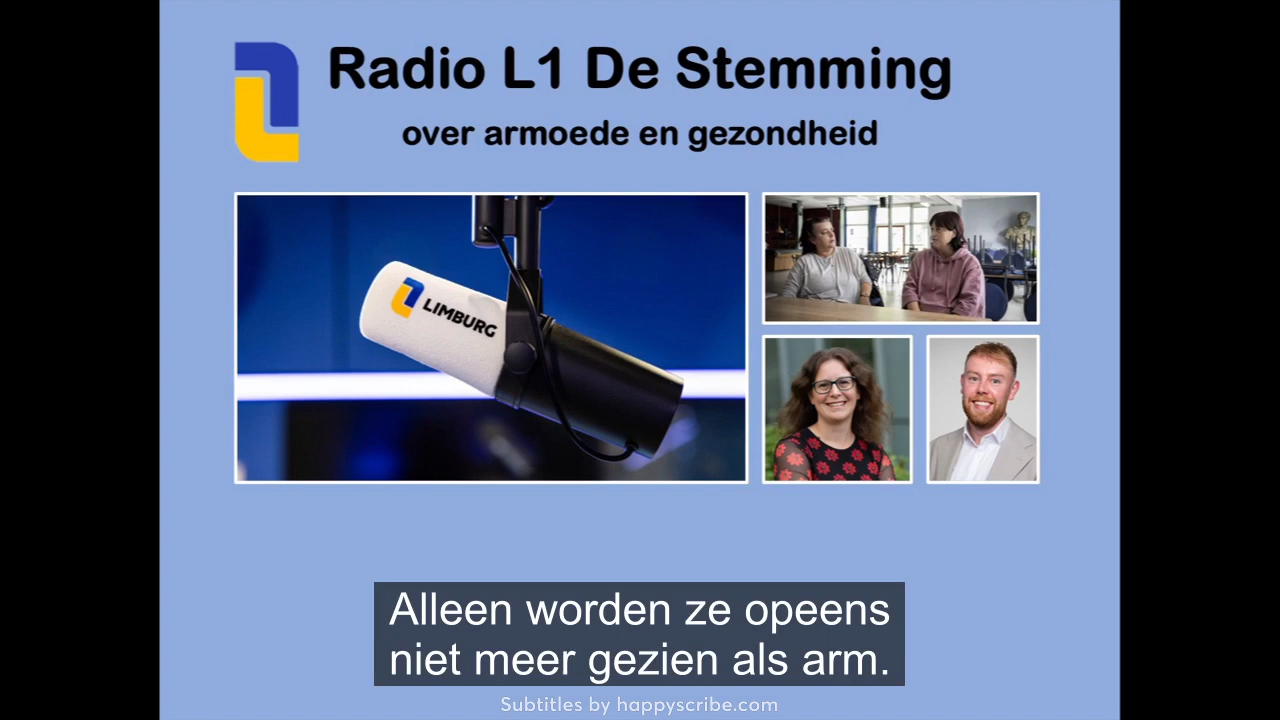 Radio L1 De Stemming
over armoede en gezondheid
LIMBURG
Alleen worden ze opeens
niet meer gezien als arm.
Subtitles by happyscribe.com